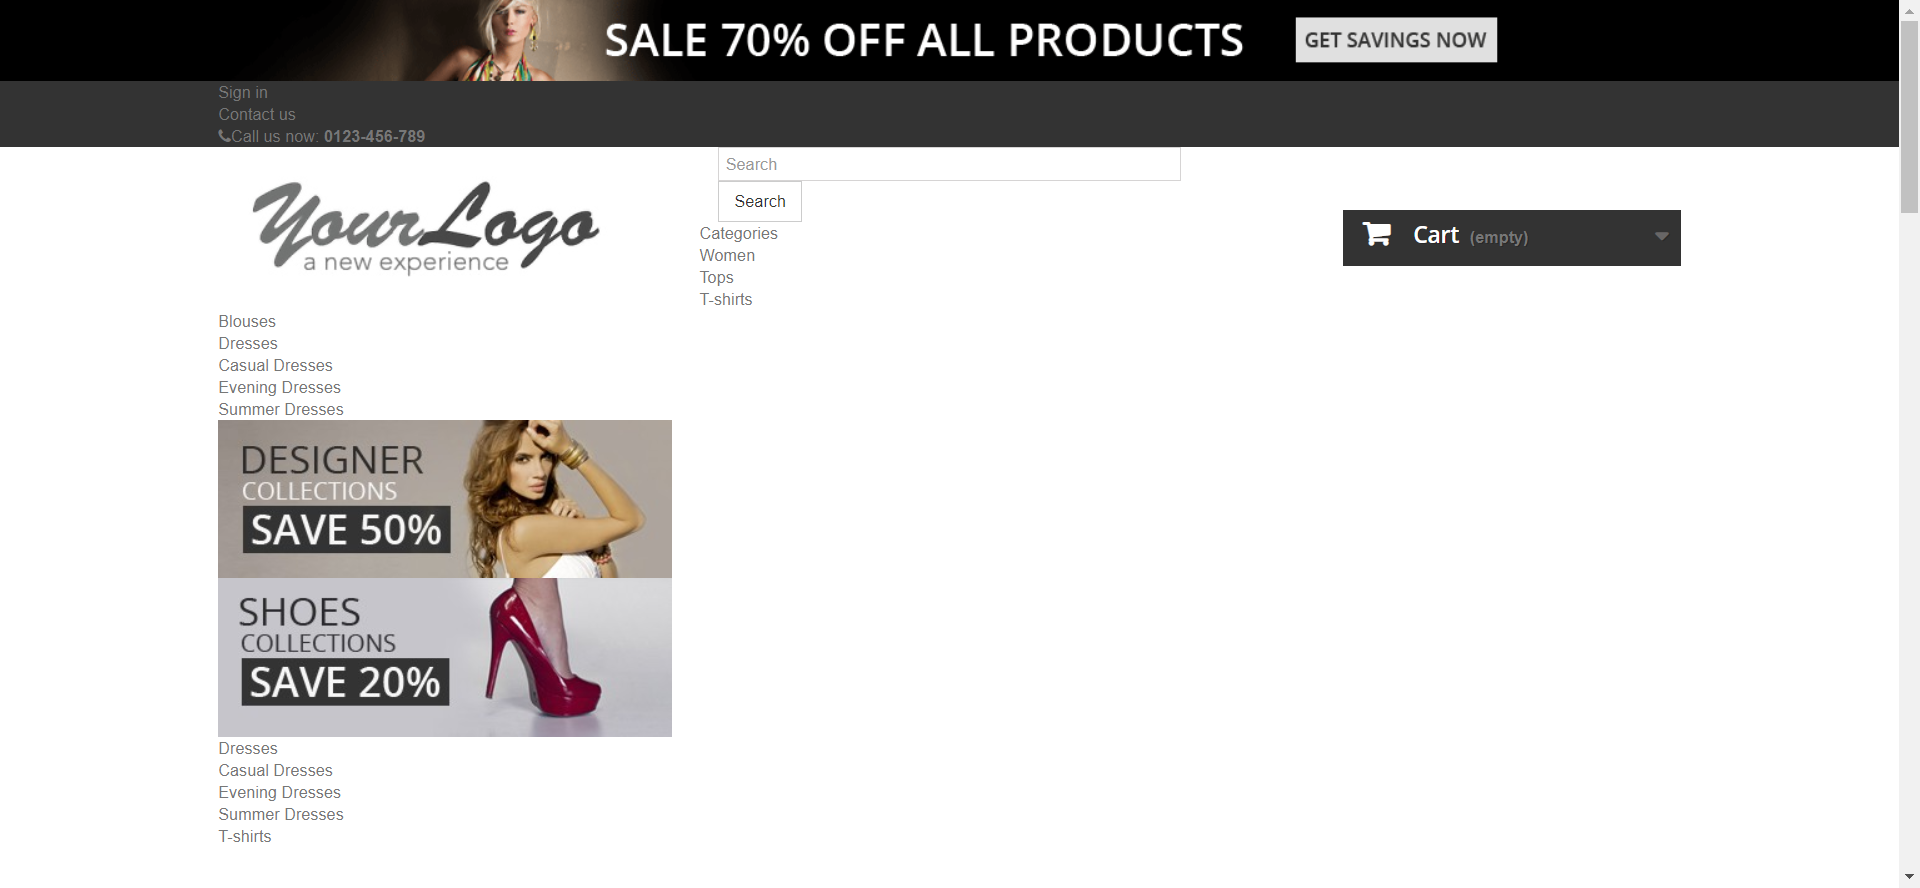 SALE 70% OFF ALL PRODUCTS
GET SAVINGS NOW
Sign in
Contact us
Call us now: 0123-456-789
Your Logo
a new experience
Search
Search
Cart (empty)
Categories
Women
Tops
T-shirts
Blouses
Dresses
Casual Dresses
Evening Dresses
Summer Dresses
DESIGNER
COLLECTIONS
SAVE 50%
SHOES
COLLECTIONS
SAVE 20%
Dresses
Casual Dresses
Evening Dresses
Summer Dresses
T-shirts